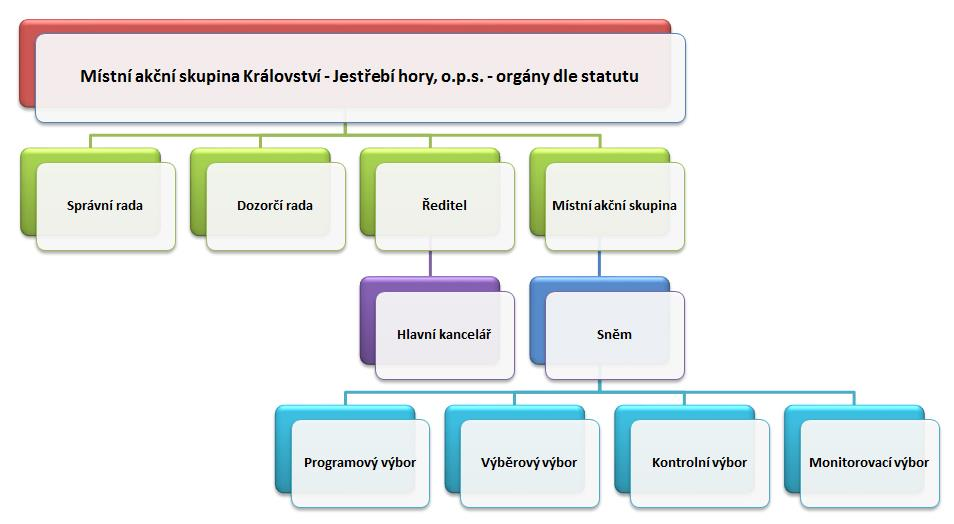 Místní akční skupina Království - Jestřebí hory, o.p.s. - orgány dle statutu
Správní rada
Dozorčí rada
Ředitel
Místní akční skupina
Hlavní kancelář
Sněm
Programový výbor
Výběrový výbor
Kontrolní výbor
Monitorovací výbor